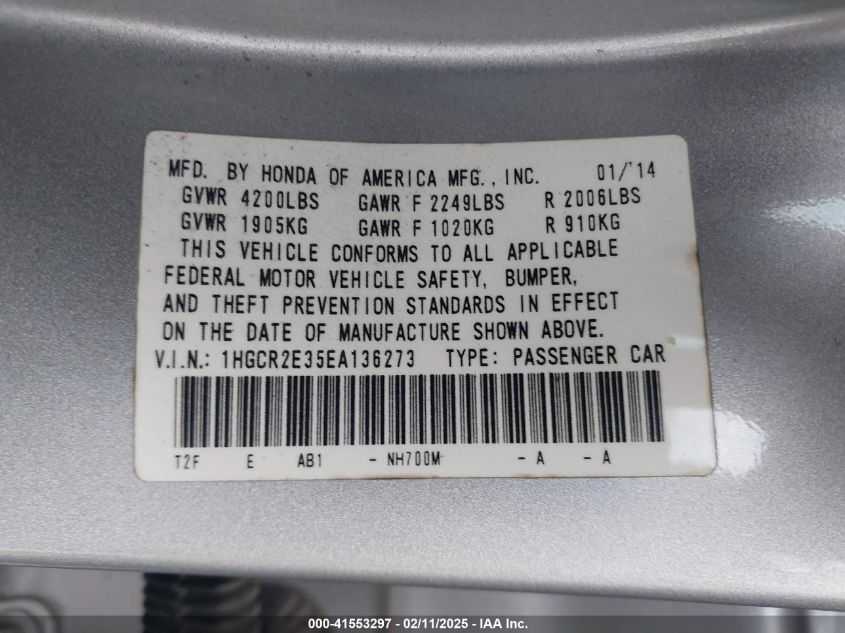 MFD. BY HONDA OF AMERICA MFG., INC. 01/'14
GVWR 4200LBS GAWR F 2249LBS R 2006LBS
GVWR 1905KG GAWR F 1020KG R 910KG
THIS VEHICLE CONFORMS TO ALL APPLICABLE
FEDERAL MOTOR VEHICLE SAFETY, BUMPER,
AND THEFT PREVENTION STANDARDS IN EFFECT
ON THE DATE OF MANUFACTURE SHOWN ABOVE.
V.I.N.: 1HGCR2E35EA136273 TYPE: PASSENGER CAR
T2F E AB1 - NH700M - A - A
000-41553297 - 02/11/2025 - IAA Inc.